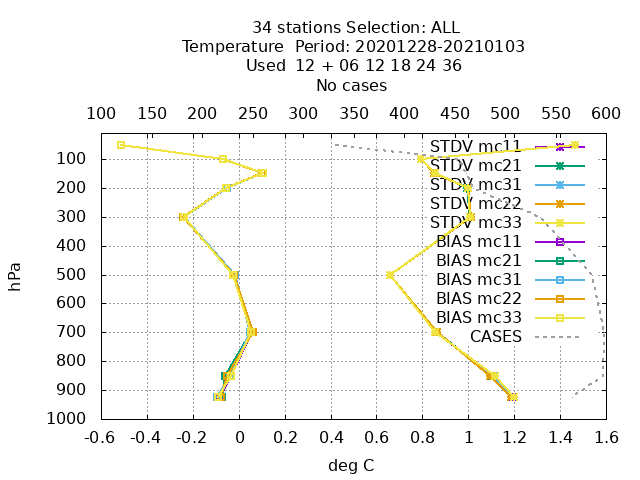 34 stations Selection: ALL
Temperature  Period: 20201228-20210103
Used  12 + 06 12 18 24 36
No cases
100 150 200 250 300 350 400 450 500 550 600
STDV mc11
STDV mc21
STDV mc31
STDV mc22
STDV mc33
BIAS mc11
BIAS mc21
BIAS mc31
BIAS mc22
BIAS mc33
CASES
hPa
100
200
300
400
500
600
700
800
900
1000
-0.6 -0.4 -0.2 0 0.2 0.4 0.6 0.8 1 1.2 1.4 1.6
deg C